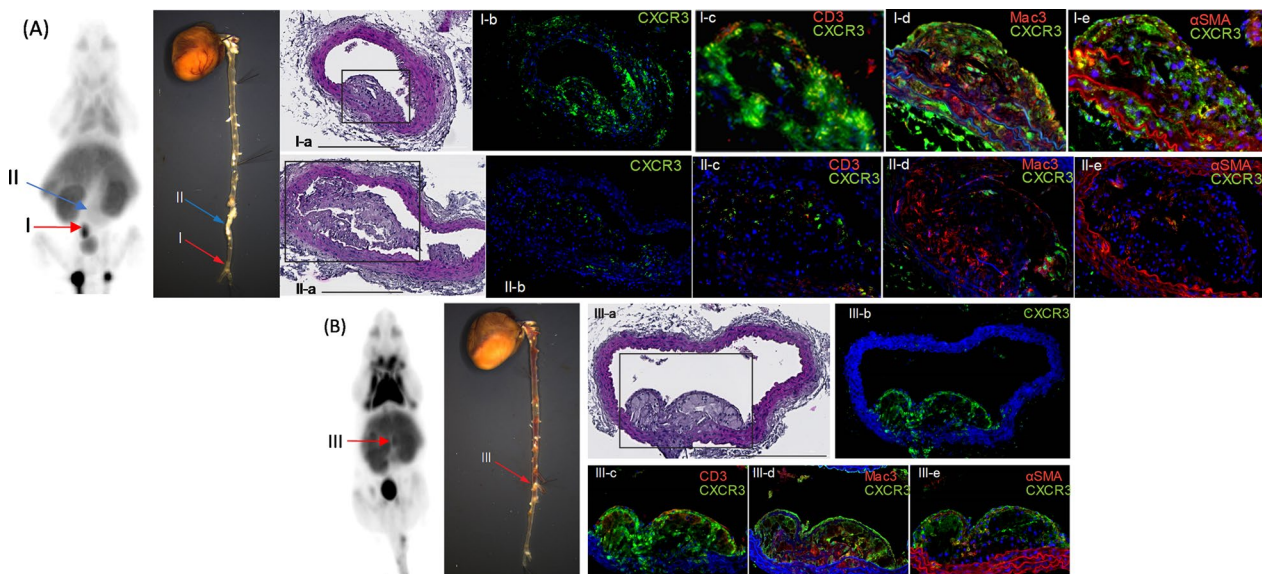 (A)
II
I
II
I
I-a
I-b
CXCR3
I-c
CD3
CXCR3
I-d
Mac3
CXCR3
I-e
αSMA
CXCR3
II-a
CXCR3
II-b
II-c
CD3
CXCR3
II-d
Mac3
CXCR3
II-e
αSMA
CXCR3
(B)
III
III
III-a
III-b
CXCR3
III-c
CD3
CXCR3
III-d
Mac3
CXCR3
III-e
αSMA
CXCR3